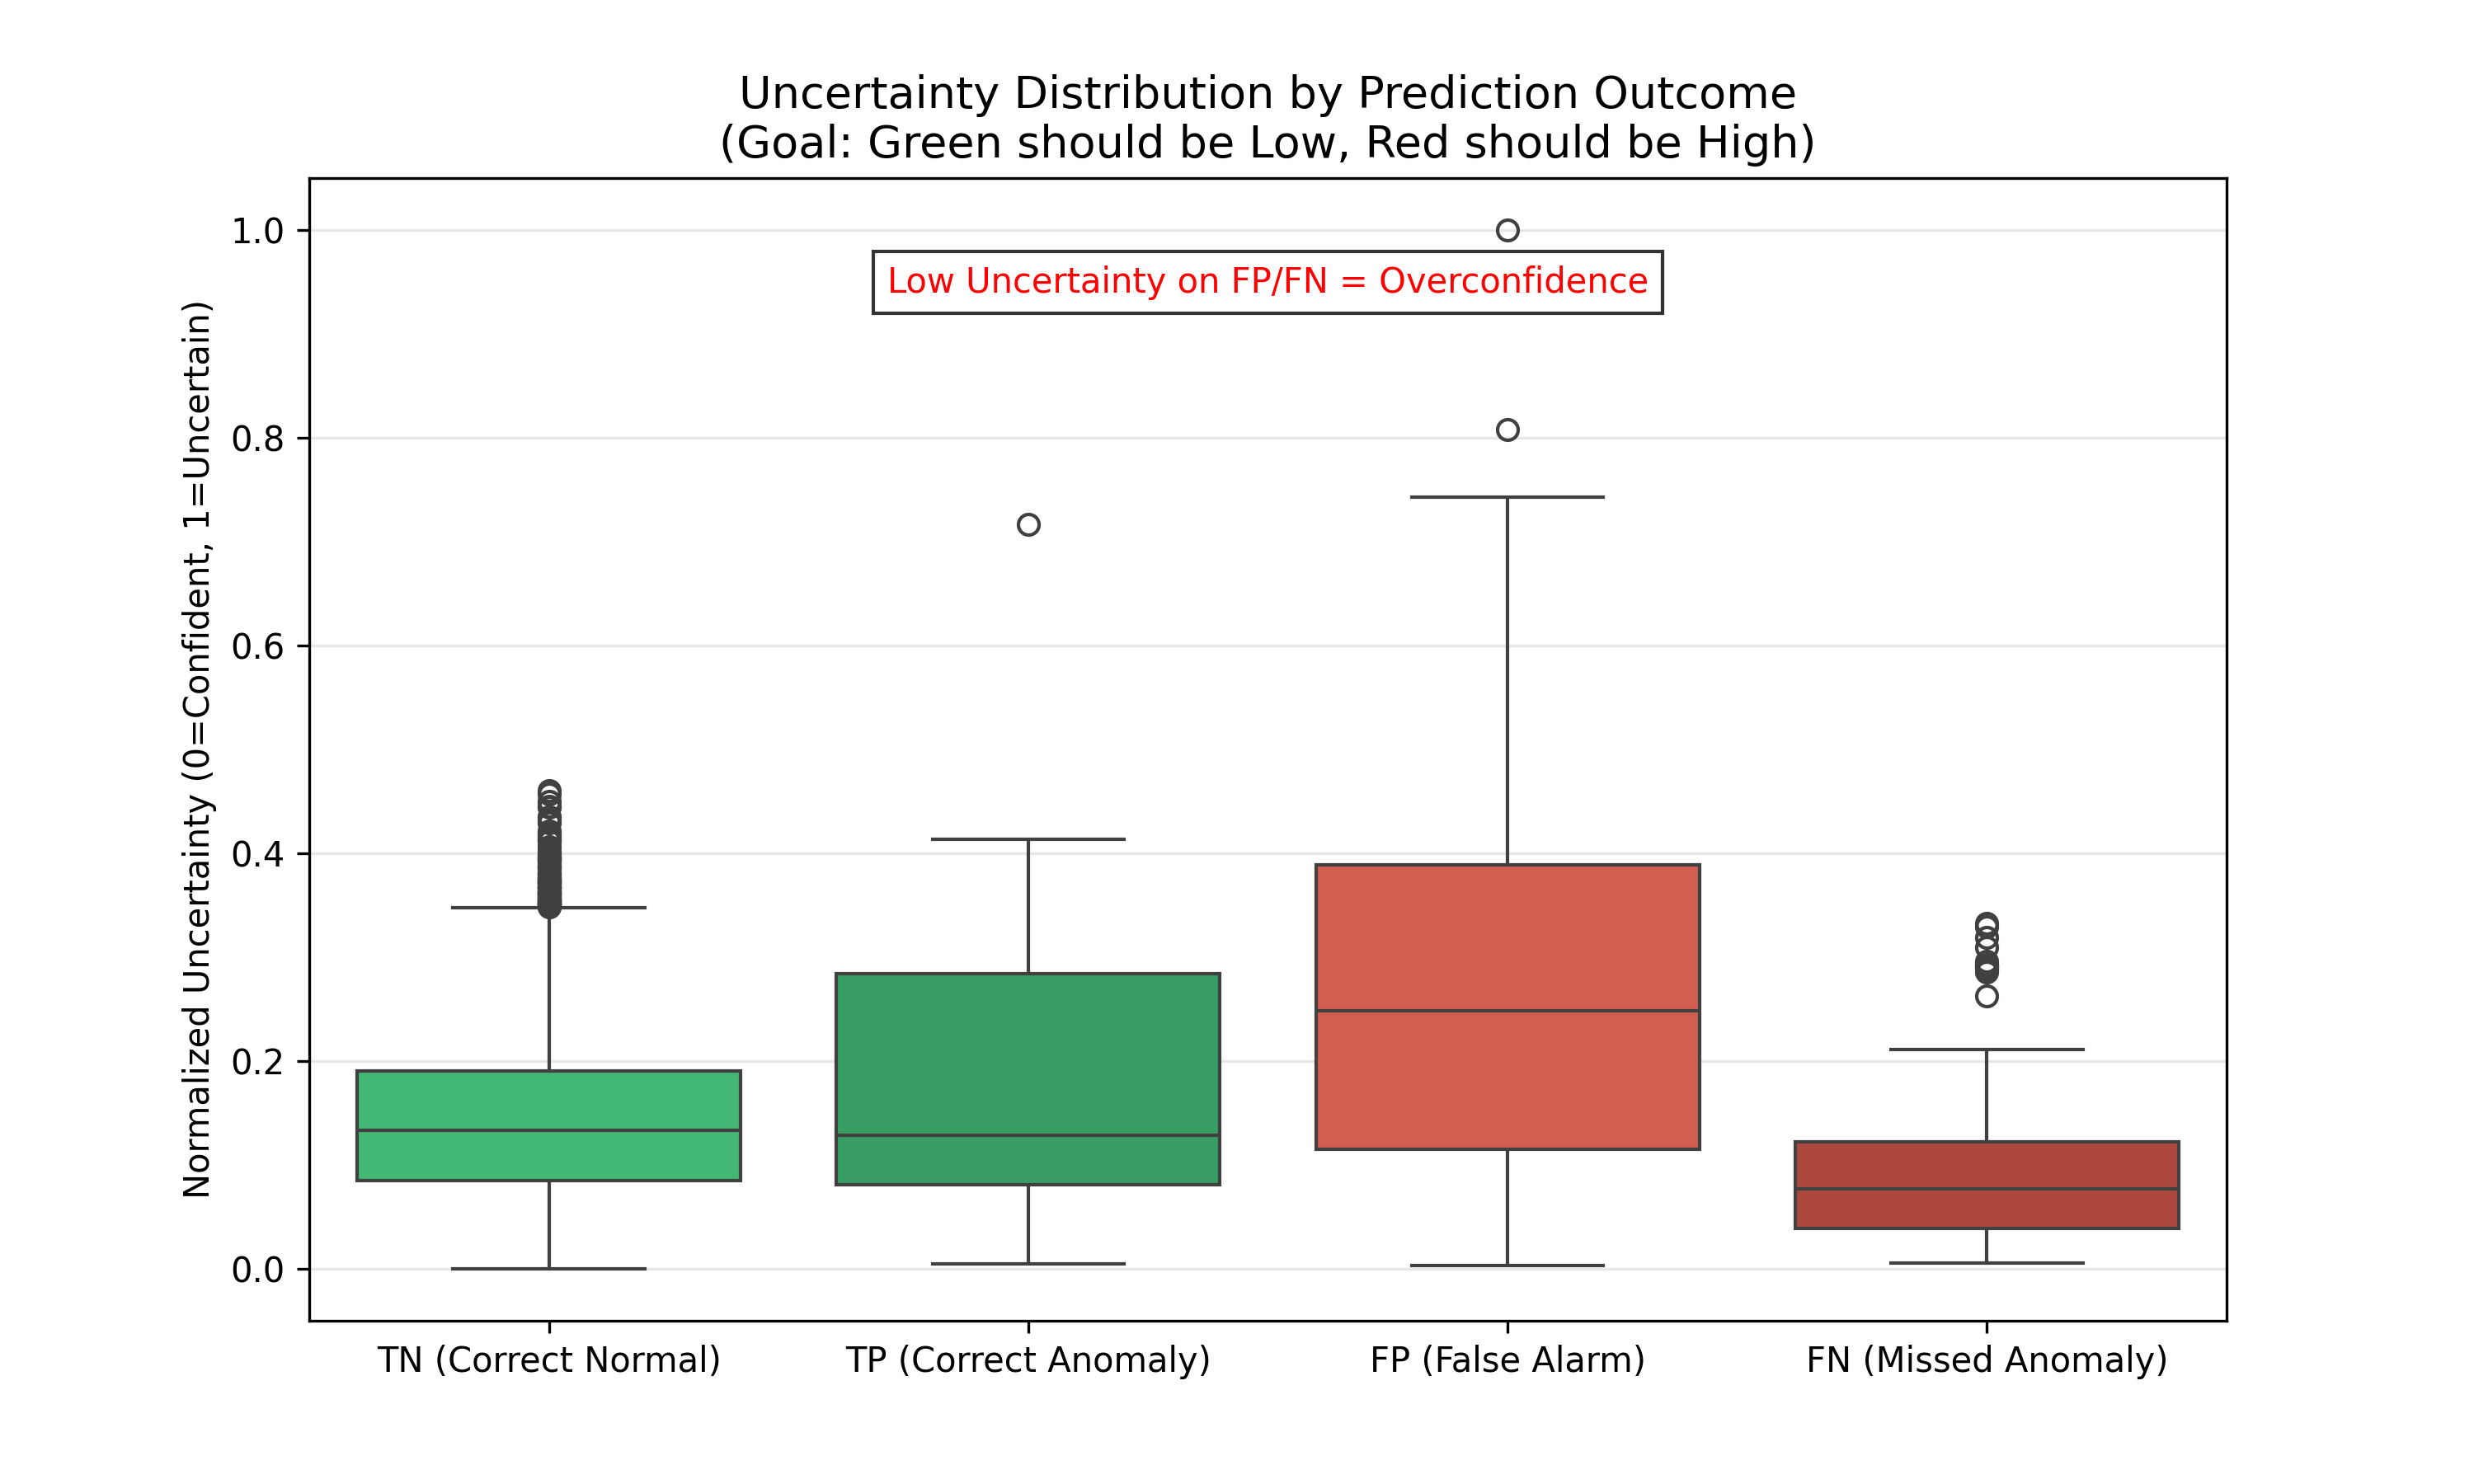 Uncertainty Distribution by Prediction Outcome
(Goal: Green should be Low, Red should be High)
Low Uncertainty on FP/FN = Overconfidence
Normalized Uncertainty (0=Confident, 1=Uncertain)
1.0
0.8
0.6
0.4
0.2
0.0
TN (Correct Normal)
TP (Correct Anomaly)
FP (False Alarm)
FN (Missed Anomaly)